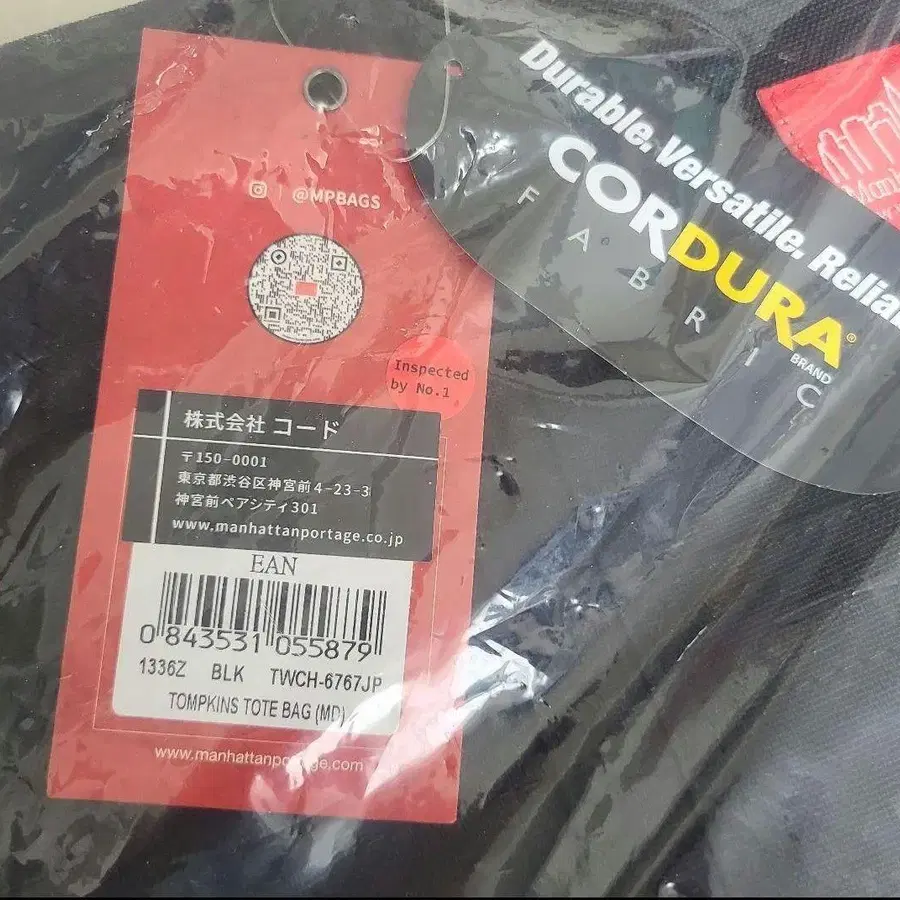 @MPBAGS
Inspected
by No.1
株式会社 コード
〒150-0001
東京都渋谷区神宮前4-23-3
神宮前ペアシティ301
www.manhattanportage.co.jp
EAN
0 843531 055879
1336Z BLK TWCH-6767JP
TOMPKINS TOTE BAG (MD)
www.manhattanportage.com
Durable. Versatile.
CORDURA®
BRAND
FABRIC